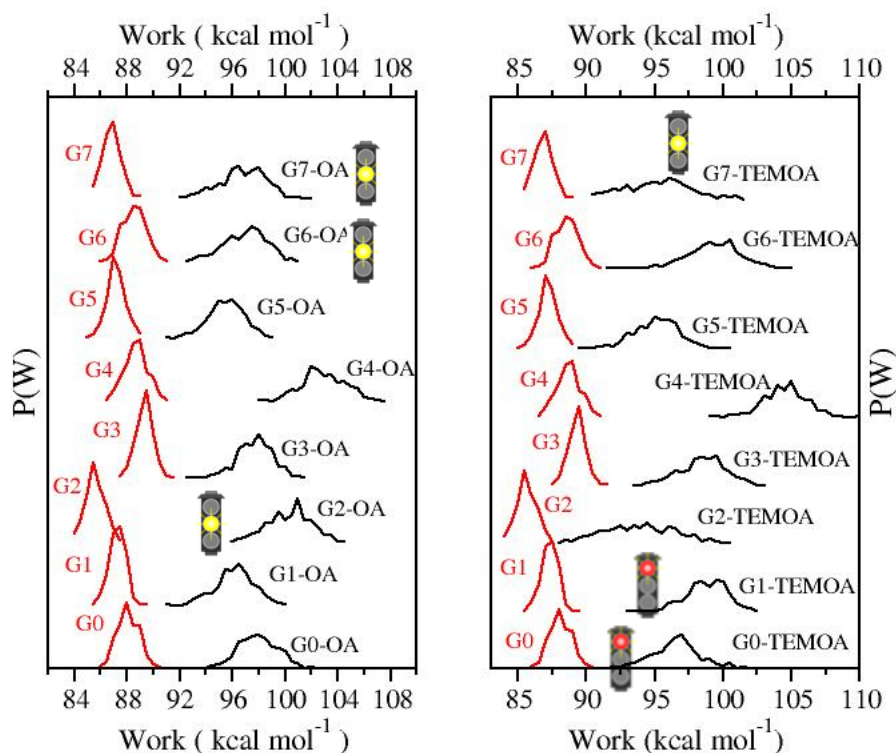 Work ( kcal mol⁻¹ )
84 88 92 96 100 104 108
P(W)
G7
G7-OA
G6
G6-OA
G5
G5-OA
G4
G4-OA
G3
G3-OA
G2
G2-OA
G1
G1-OA
G0
G0-OA
84 88 92 96 100 104 108
Work ( kcal mol⁻¹ )
Work (kcal mol⁻¹)
85 90 95 100 105 110
G7
G7-TEMOA
G6
G6-TEMOA
G5
G5-TEMOA
G4
G4-TEMOA
G3
G3-TEMOA
G2
G2-TEMOA
G1
G1-TEMOA
G0
G0-TEMOA
P(W)
85 90 95 100 105 110
Work (kcal mol⁻¹)